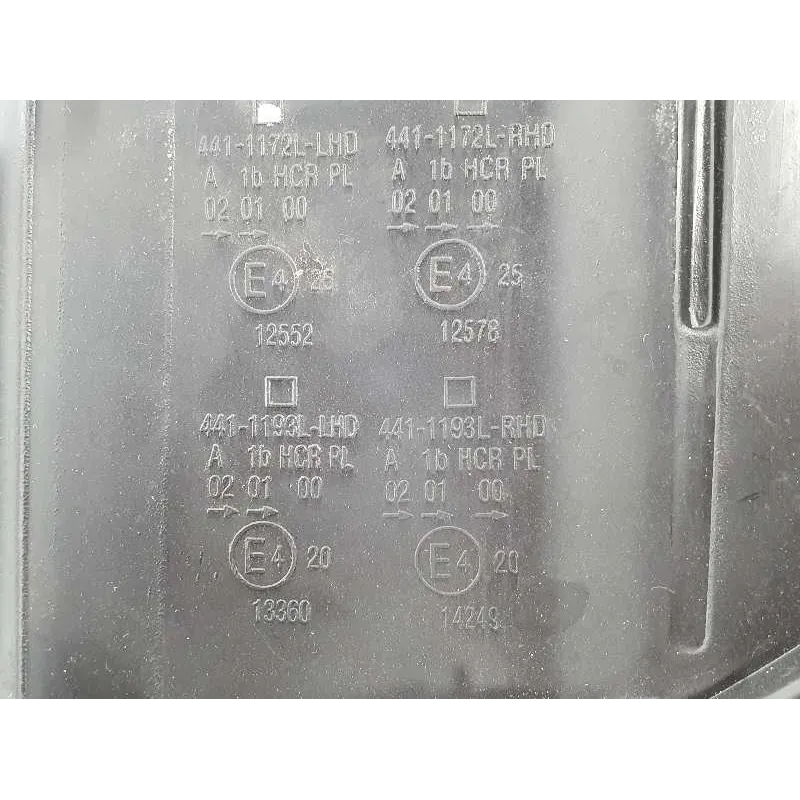 441-1172L-LHD 441-1172L-RHD
A 1b HCR PL A 1b HCR PL
02 01 00 02 01 00
E4 E4 25
12552 12578
441-1193L-LHD 441-1193L-RHD
A 1b HCR PL A 1b HCR PL
02 01 00 02 01 00
E4 20 E4 20
13360